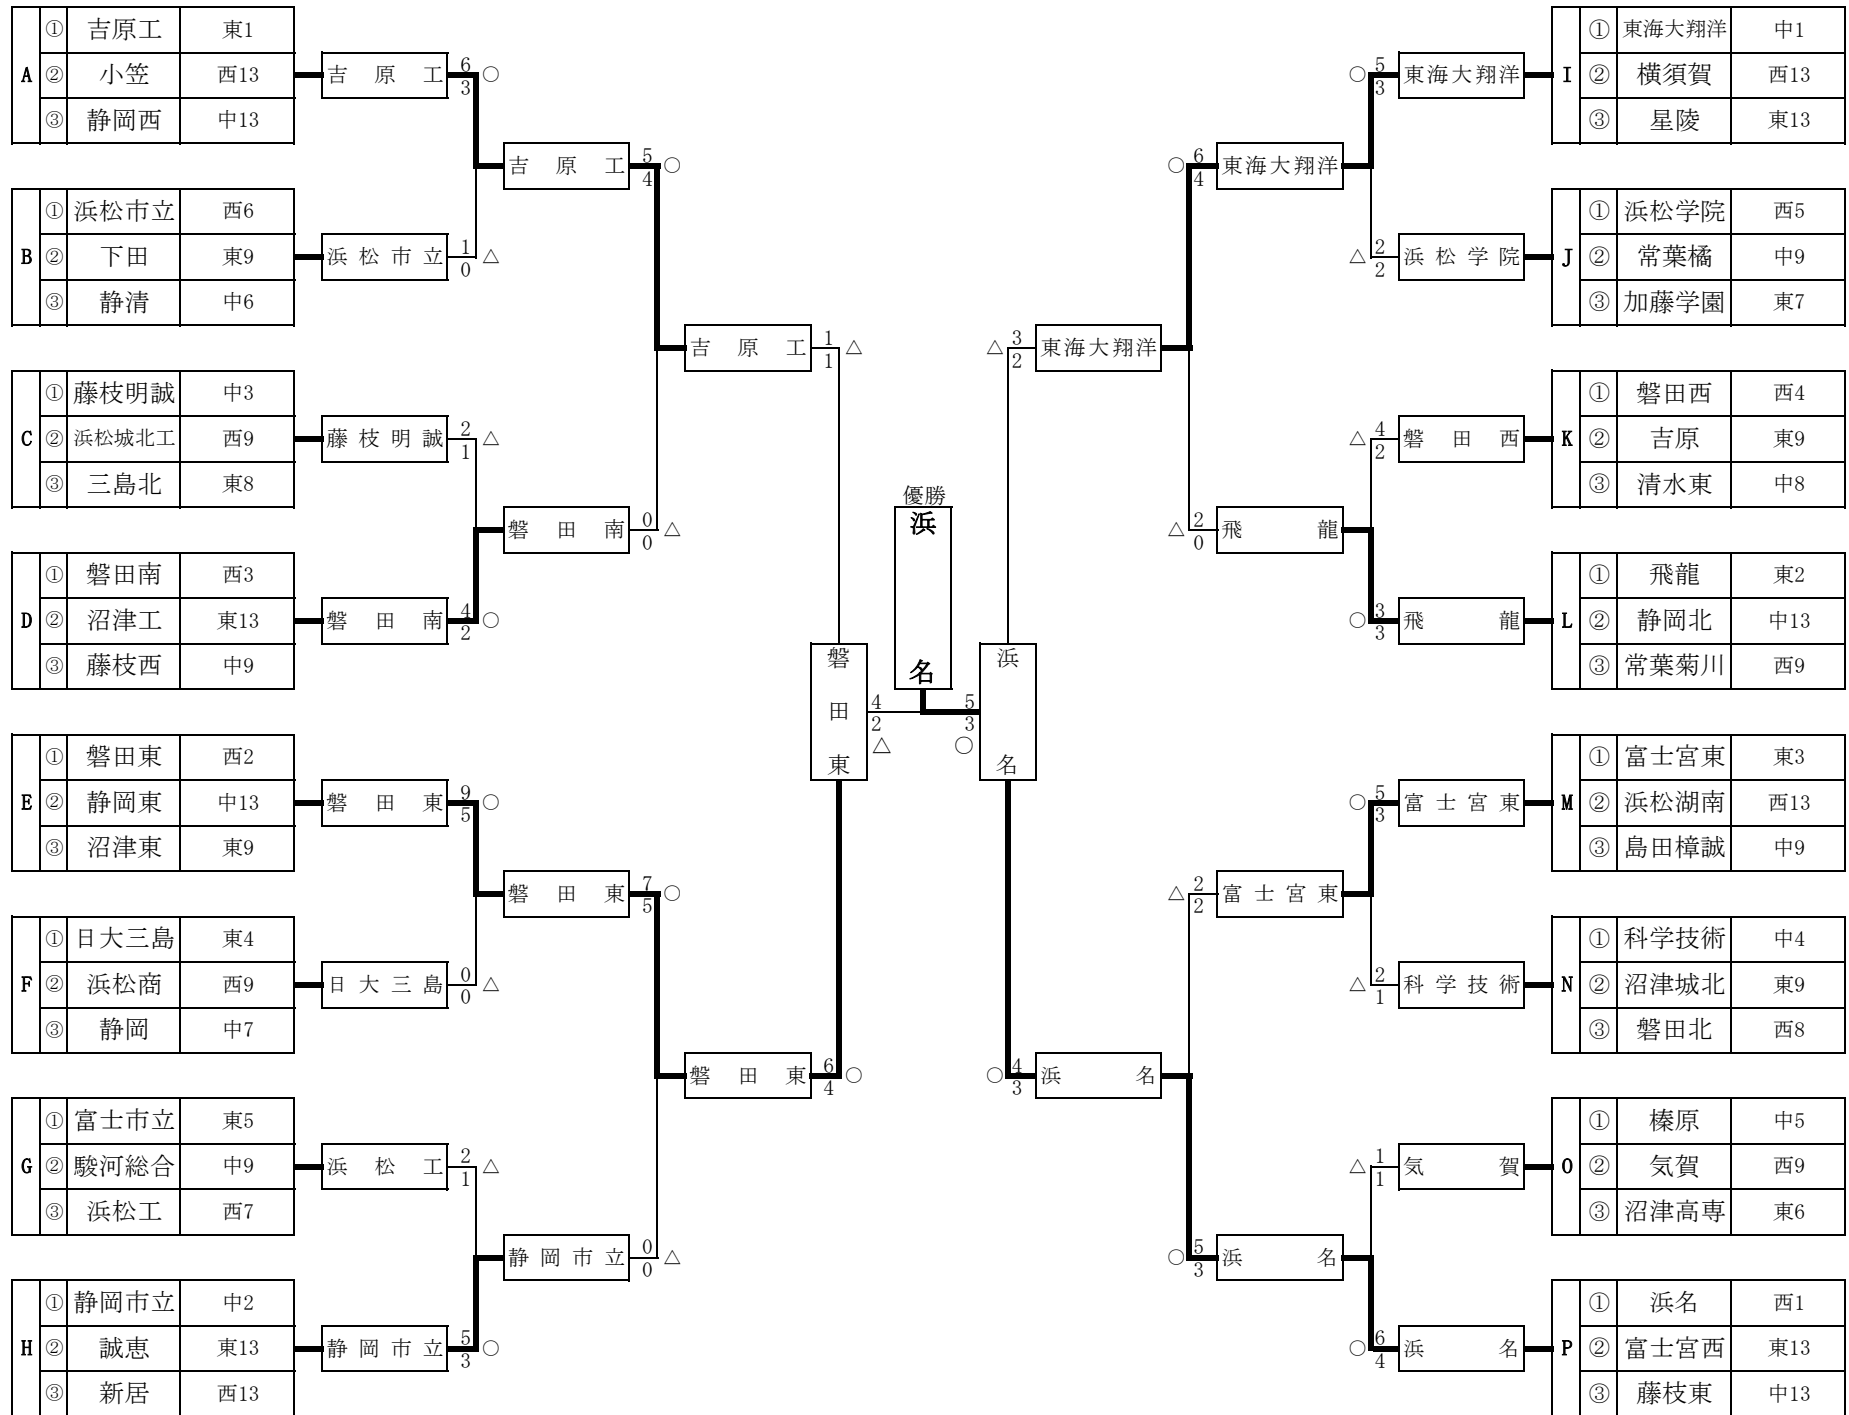 A
① 吉原工 東1
② 小笠 西13
③ 静岡西 中13
B
① 浜松市立 西6
② 下田 東9
③ 静清 中6
C
① 藤枝明誠 中3
② 浜松城北工 西9
③ 三島北 東8
D
① 磐田南 西3
② 沼津工 東13
③ 藤枝西 中9
E
① 磐田東 西2
② 静岡東 中13
③ 沼津東 東9
F
① 日大三島 東4
② 浜松商 西9
③ 静岡 中7
G
① 富士市立 東5
② 駿河総合 中9
③ 浜松工 西7
H
① 静岡市立 中2
② 誠恵 東13
③ 新居 西13
吉原工 6 3 ○
浜松市立 1 0 △
藤枝明誠 2 1 △
磐田南 4 2 ○
磐田東 9 5 ○
日大三島 0 0 △
浜松工 2 1 △
静岡市立 5 3 ○
吉原工 5 4 ○
磐田南 0 0 △
磐田東 7 5 ○
静岡市立 0 0 △
吉原工 1 1 △
磐田東 6 4 ○
磐田東 4 2 △
優勝
浜名
浜名 5 3 ○
東海大翔洋 3 2 △
浜名 4 3 ○
東海大翔洋 6 4 ○
飛龍 2 0 △
富士宮東 2 2 △
浜名 5 3 ○
東海大翔洋 5 3 ○
浜松学院 2 2 △
磐田西 4 2 △
飛龍 3 3 ○
富士宮東 5 3 ○
科学技術 2 1 △
気賀 1 1 △
浜名 6 4 ○
I
① 東海大翔洋 中1
② 横須賀 西13
③ 星陵 東13
J
① 浜松学院 西5
② 常葉橘 中9
③ 加藤学園 東7
K
① 磐田西 西4
② 吉原 東9
③ 清水東 中8
L
① 飛龍 東2
② 静岡北 中13
③ 常葉菊川 西9
M
① 富士宮東 東3
② 浜松湖南 西13
③ 島田樟誠 中9
N
① 科学技術 中4
② 沼津城北 東9
③ 磐田北 西8
O
① 榛原 中5
② 気賀 西9
③ 沼津高専 東6
P
① 浜名 西1
② 富士宮西 東13
③ 藤枝東 中13